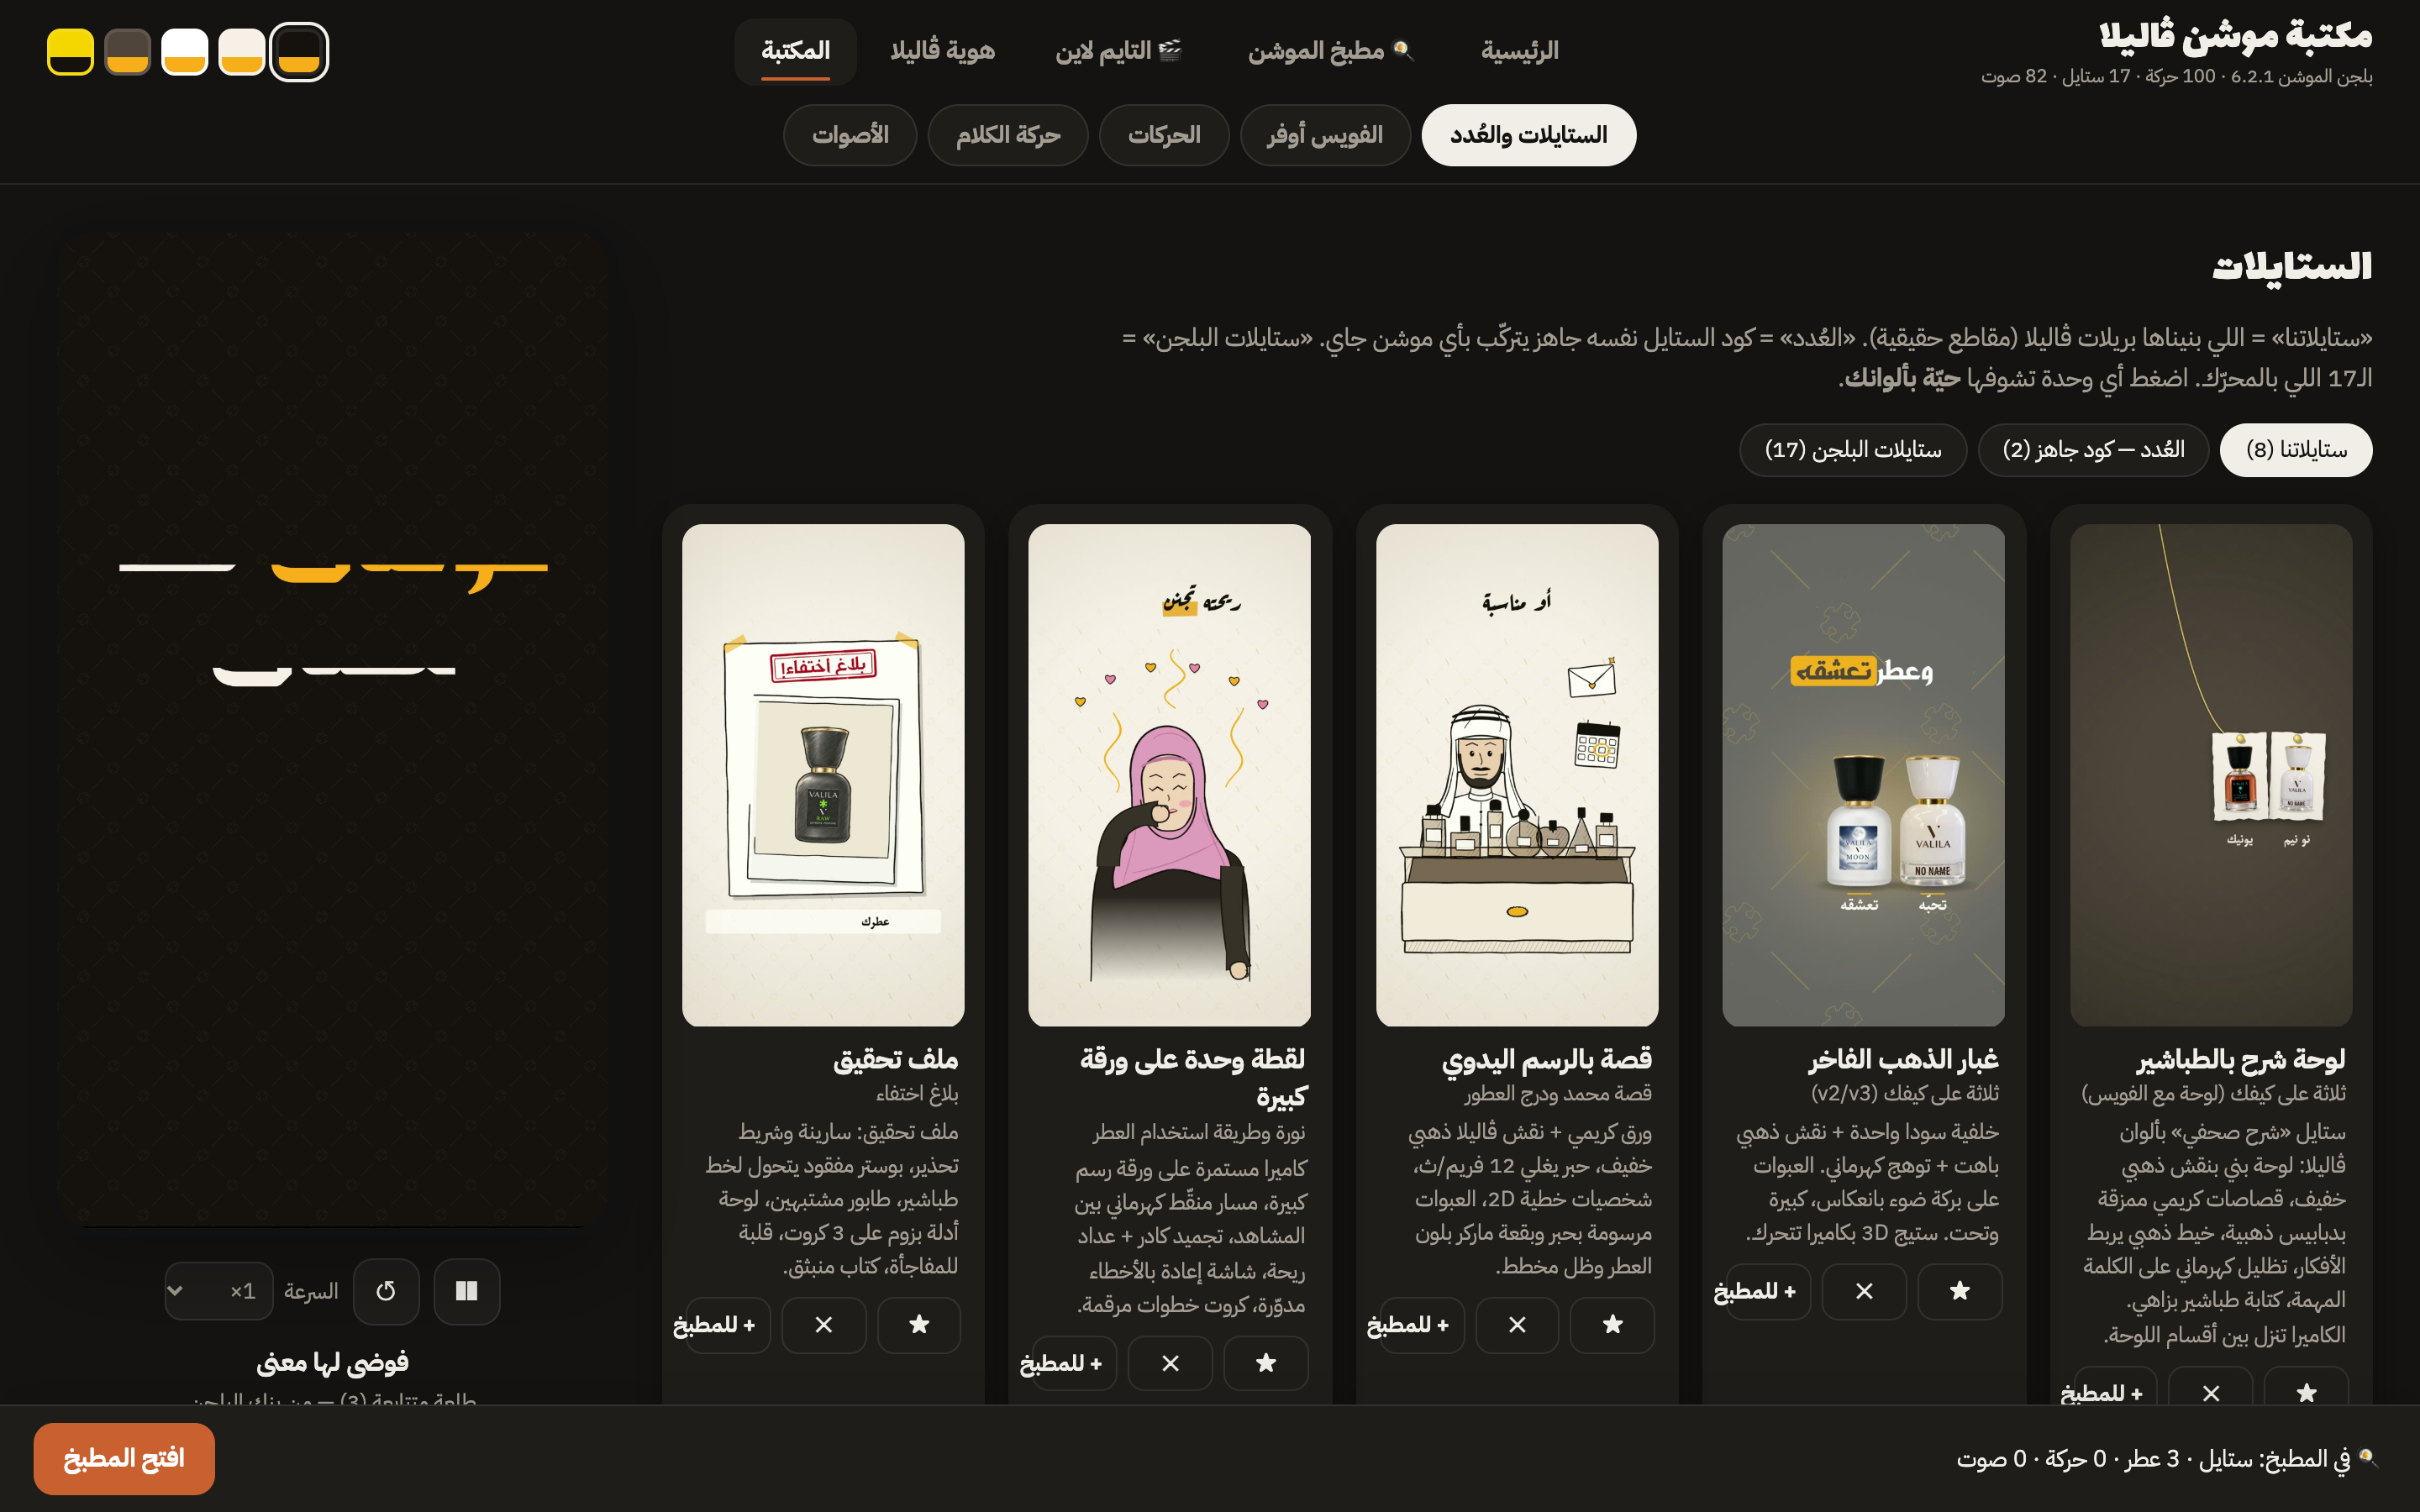 مكتبة موشن ڤاليلا
بلجن الموشن 6.2.1 · 100 حركة · 17 ستايل · 82 صوت
الرئيسية
مطبخ الموشن
التايم لاين
هوية ڤاليلا
المكتبة
الستايلات والعُدد
الفويس أوفر
الحركات
حركة الكلام
الأصوات
الستايلات
«ستايلاتنا» = اللي بنيناها بريلات ڤاليلا (مقاطع حقيقية). «العُدد» = كود الستايل نفسه جاهز يتركّب بأي موشن جاي. «ستايلات البلجن» =
الـ17 اللي بالمحرّك. اضغط أي وحدة تشوفها حيّة بألوانك.
ستايلاتنا (8)
العُدد — كود جاهز (2)
ستايلات البلجن (17)
نو نيم
يونيك
لوحة شرح بالطباشير
ثلاثة على كيفك (لوحة مع الفويس)
ستايل «شرح صحفي» بألوان
ڤاليلا: لوحة بني بنقش ذهبي
خفيف، قصاصات كريمي ممزقة
بدبابيس ذهبية، خيط ذهبي يربط
الأفكار، تظليل كهرماني على الكلمة
المهمة، كتابة طباشير بزاهي.
الكاميرا تنزل بين أقسام اللوحة.
+ للمطبخ
وعطر تعشقه
VALILA
NO NAME
VALILA
MOON
تحبّه
تعشقه
غبار الذهب الفاخر
ثلاثة على كيفك (v2/v3)
خلفية سودا واحدة + نقش ذهبي
باهت + توهج كهرماني. العبوات
على بركة ضوء بانعكاس، كبيرة
وتحت. ستيج 3D بكاميرا تتحرك.
+ للمطبخ
أو مناسبة
قصة بالرسم اليدوي
قصة محمد ودرج العطور
ورق كريمي + نقش ڤاليلا ذهبي
خفيف، حبر يغلي 12 فريم/ث،
شخصيات خطية 2D، العبوات
مرسومة بحبر وبقعة ماركر بلون
العطر وظل مخطط.
+ للمطبخ
ريحته تجنن
لقطة وحدة على ورقة
كبيرة
نورة وطريقة استخدام العطر
كاميرا مستمرة على ورقة رسم
كبيرة، مسار منقّط كهرماني بين
المشاهد، تجميد كادر + عداد
ريحة، شاشة إعادة بالأخطاء
مدوّرة، كروت خطوات مرقمة.
+ للمطبخ
بلاغ اختفاء!
VALILA
RAW
عطرك
ملف تحقيق
بلاغ اختفاء
ملف تحقيق: سارينة وشريط
تحذير، بوستر مفقود يتحول لخط
طباشير، طابور مشتبهين، لوحة
أدلة بزوم على 3 كروت، قلبة
للمفاجأة، كتاب منبثق.
+ للمطبخ
السرعة
1×
فوضى لها معنى
في المطبخ: ستايل · 3 عطر · 0 حركة · 0 صوت
افتح المطبخ